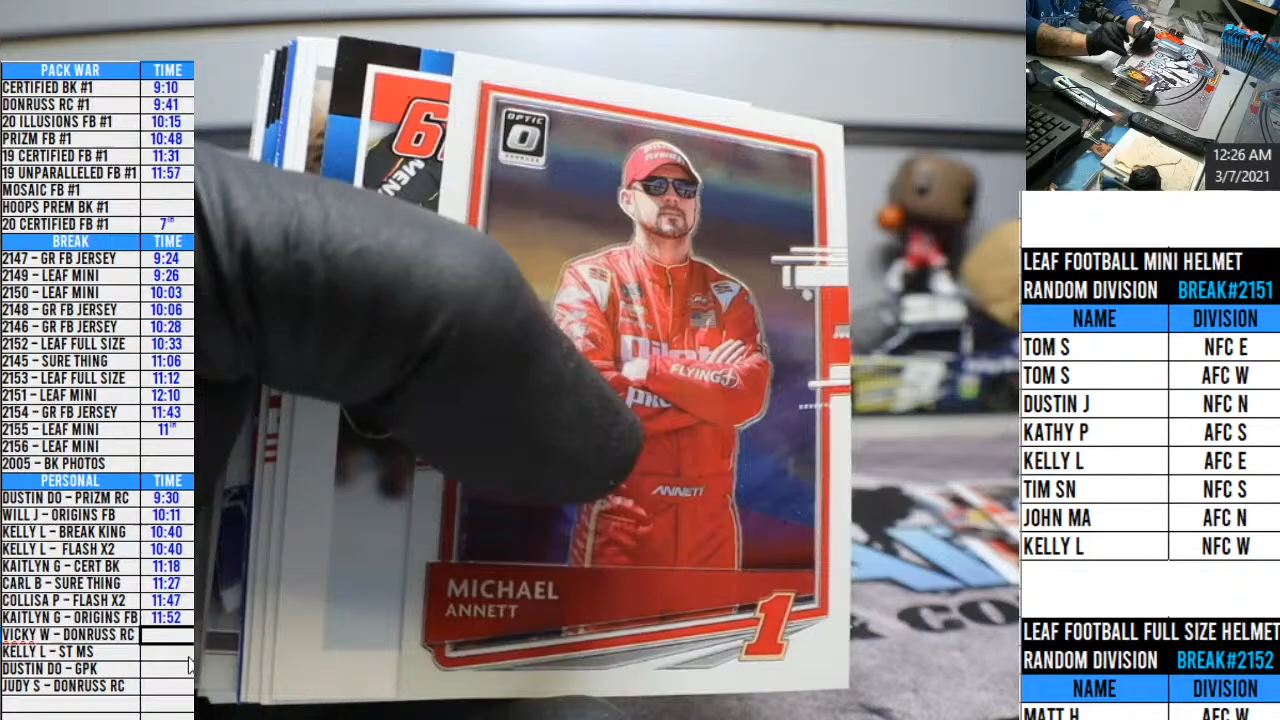 PACK WAR TIME
CERTIFIED BK #1 9:10
DONRUSS RC #1 9:41
20 ILLUSIONS FB #1 10:15
PRIZM FB #1 10:48
19 CERTIFIED FB #1 11:31
19 UNPARALLELED FB #1 11:57
MOSAIC FB #1
HOOPS PREM BK #1
20 CERTIFIED FB #1 7TH
BREAK TIME
2147 – GR FB JERSEY 9:24
2149 – LEAF MINI 9:26
2150 – LEAF MINI 10:03
2148 – GR FB JERSEY 10:06
2146 – GR FB JERSEY 10:28
2152 – LEAF FULL SIZE 10:33
2145 – SURE THING 11:06
2153 – LEAF FULL SIZE 11:12
2151 – LEAF MINI 12:10
2154 – GR FB JERSEY 11:43
2155 – LEAF MINI 11TH
2156 – LEAF MINI
2005 – BK PHOTOS
PERSONAL TIME
DUSTIN DO – PRIZM RC 9:30
WILL J – ORIGINS FB 10:11
KELLY L – BREAK KING 10:40
KELLY L – FLASH X2 10:40
KAITLYN G – CERT BK 11:18
CARL B – SURE THING 11:27
COLLISA P – FLASH X2 11:47
KAITLYN G – ORIGINS FB 11:52
VICKY W – DONRUSS RC
KELLY L – ST MS
DUSTIN DO – GPK
JUDY S – DONRUSS RC
OPTIC
DONRUSS
6
MEN
PILOT
FLYING J
ANNETT
MICHAEL
ANNETT
1
12:26 AM
3/7/2021
LEAF FOOTBALL MINI HELMET
RANDOM DIVISION BREAK#2151
NAME DIVISION
TOM S NFC E
TOM S AFC W
DUSTIN J NFC N
KATHY P AFC S
KELLY L AFC E
TIM SN NFC S
JOHN MA AFC N
KELLY L NFC W
LEAF FOOTBALL FULL SIZE HELMET
RANDOM DIVISION BREAK#2152
NAME DIVISION
MATT H AFC W